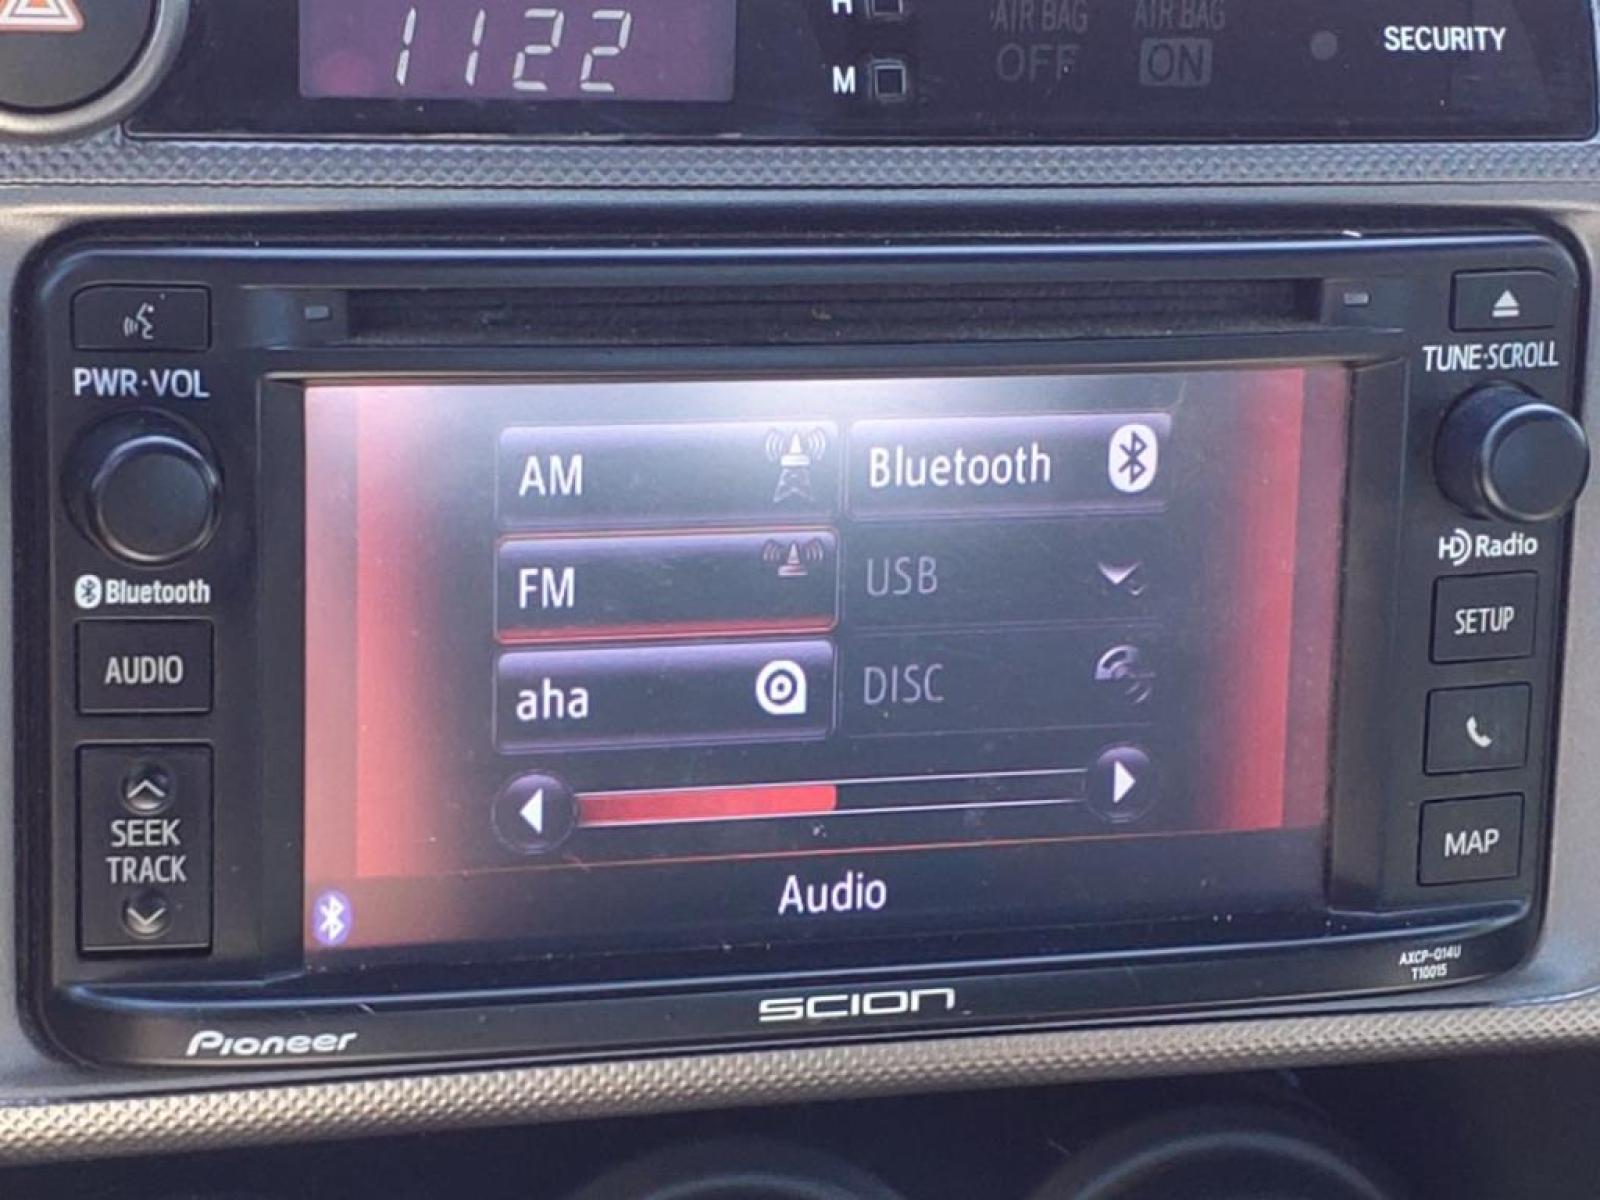 1122
H
M
AIR BAG
OFF
AIR BAG
ON
SECURITY
PWR·VOL
TUNE·SCROLL
AM
Bluetooth
FM
USB
aha
DISC
Audio
Bluetooth
AUDIO
SEEK
TRACK
HD Radio
SETUP
MAP
AXCP-Q14U
T10015
SCION
Pioneer